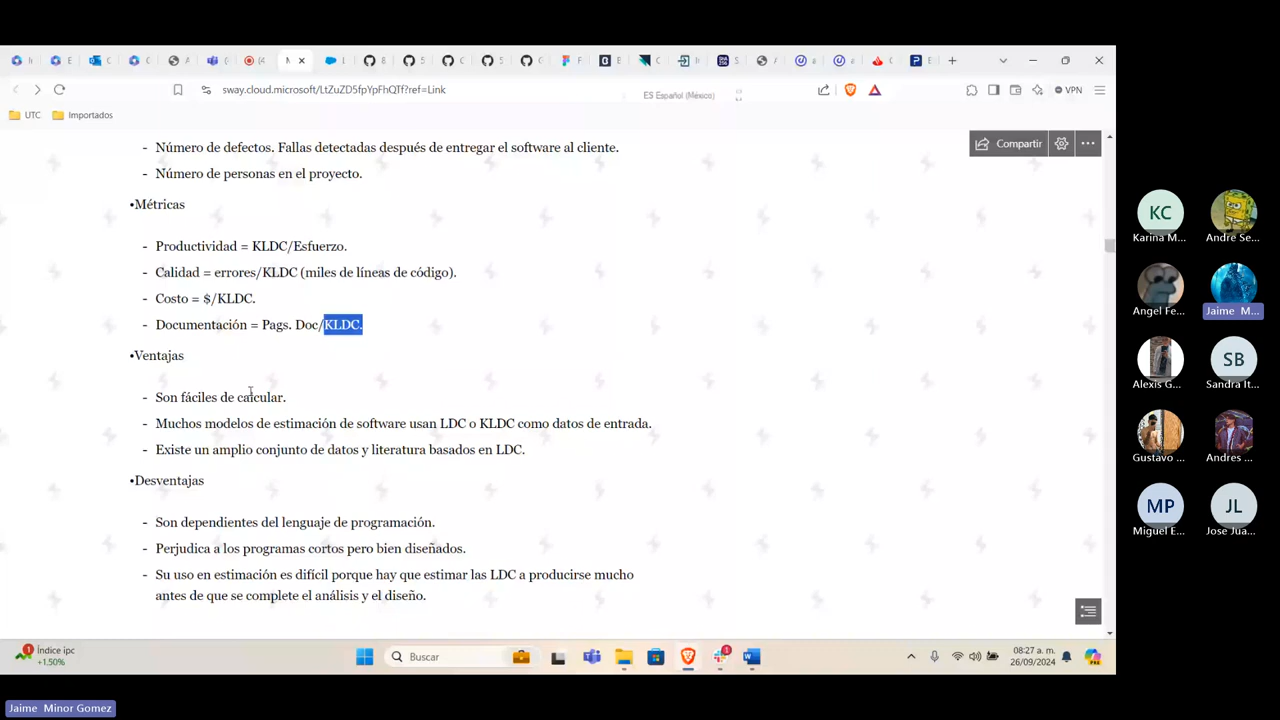 sway.cloud.microsoft/LtZuZD5fpYpFhQTf?ref=Link
ES Español (México)
VPN
UTC
Importados
Compartir
- Número de defectos. Fallas detectadas después de entregar el software al cliente.
- Número de personas en el proyecto.
•Métricas
- Productividad = KLDC/Esfuerzo.
- Calidad = errores/KLDC (miles de líneas de código).
- Costo = $/KLDC.
- Documentación = Pags. Doc/KLDC.
•Ventajas
- Son fáciles de calcular.
- Muchos modelos de estimación de software usan LDC o KLDC como datos de entrada.
- Existe un amplio conjunto de datos y literatura basados en LDC.
•Desventajas
- Son dependientes del lenguaje de programación.
- Perjudica a los programas cortos pero bien diseñados.
- Su uso en estimación es difícil porque hay que estimar las LDC a producirse mucho
antes de que se complete el análisis y el diseño.
KC
Karina M...
Andre Se...
Angel Fe...
Jaime M...
Alexis G...
SB
Sandra It...
Gustavo ...
Andres ...
MP
Miguel E...
JL
Jose Jua...
Índice ipc
+1.50%
Buscar
08:27 a. m.
26/09/2024
Jaime Minor Gomez